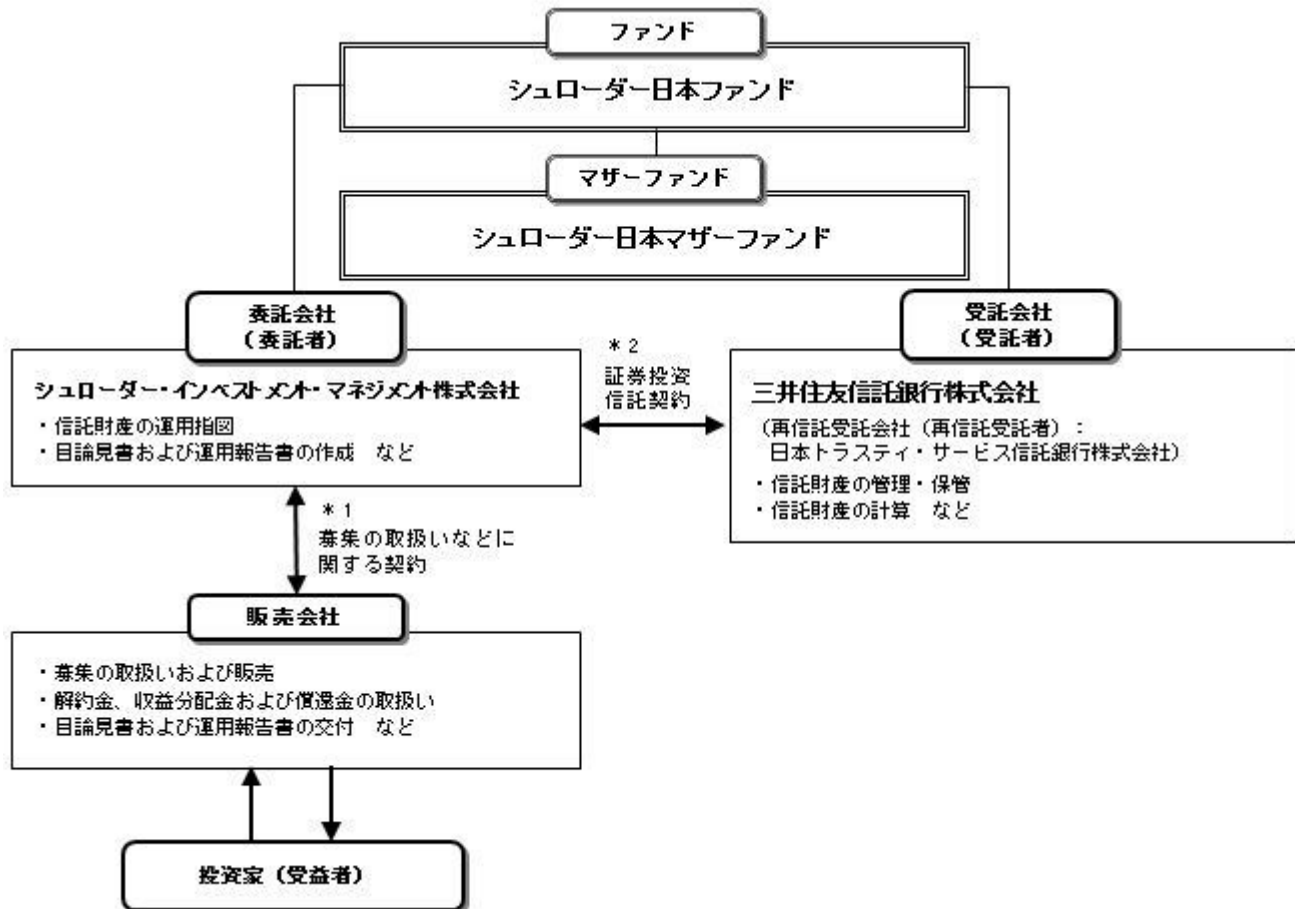 ファンド
シュローダー日本ファンド
マザーファンド
シュローダー日本マザーファンド
委託会社
（委託者）
シュローダー・インベストメント・マネジメント株式会社
・信託財産の運用指図
・目論見書および運用報告書の作成　など
＊2
証券投資
信託契約
受託会社
（受託者）
三井住友信託銀行株式会社
（再信託受託会社（再信託受託者）：
日本トラスティ・サービス信託銀行株式会社）
・信託財産の管理・保管
・信託財産の計算　など
＊1
募集の取扱いなどに
関する契約
販売会社
・募集の取扱いおよび販売
・解約金、収益分配金および償還金の取扱い
・目論見書および運用報告書の交付　など
投資家（受益者）